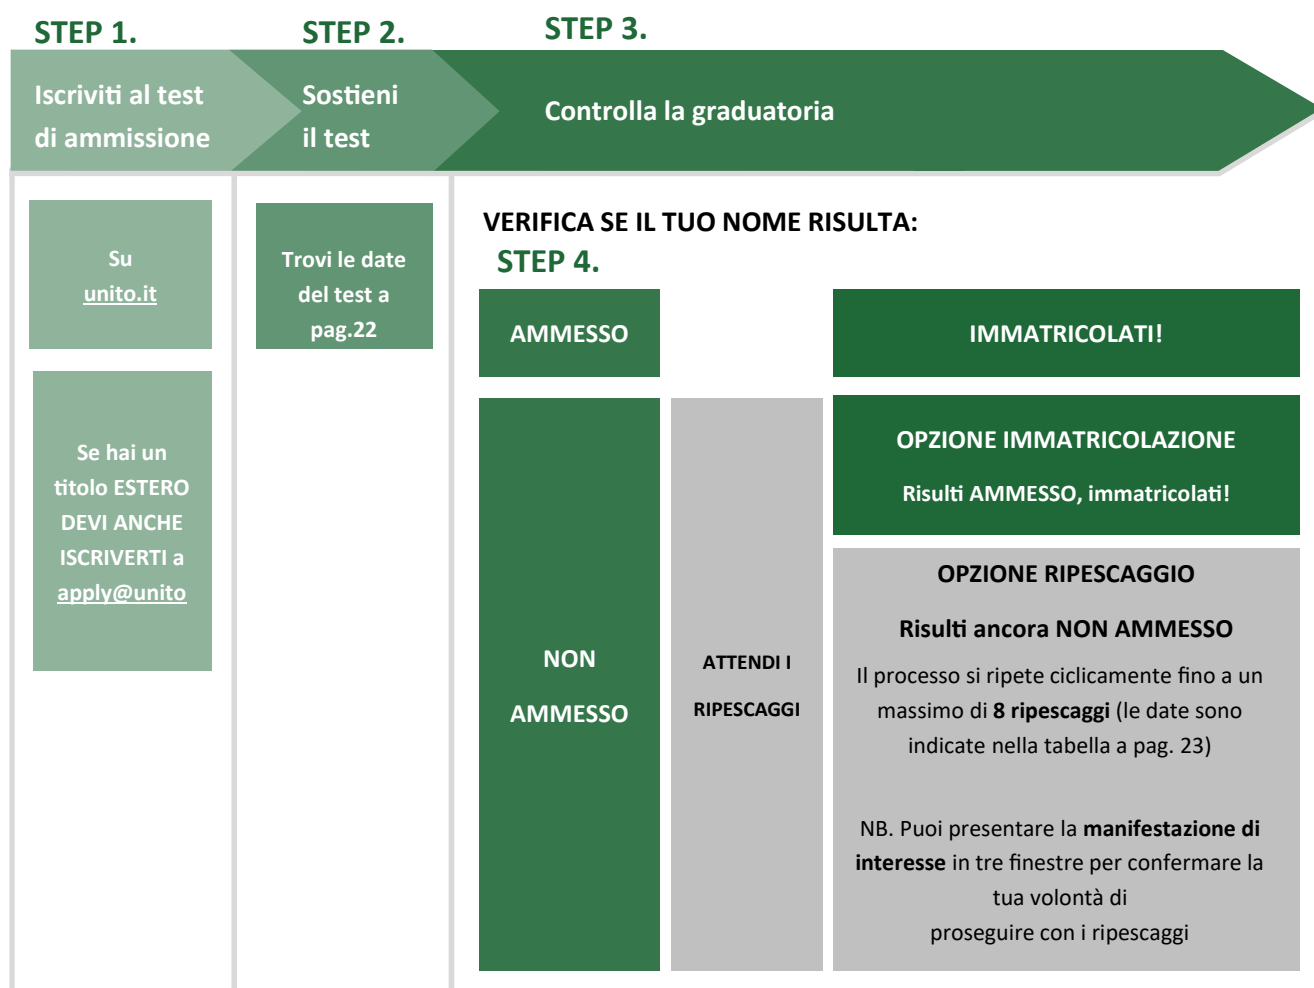 STEP 1.
STEP 2.
STEP 3.
Iscriviti al test
di ammissione
Sostieni
il test
Controlla la graduatoria
Su
unito.it
Se hai un
titolo ESTERO
DEVI ANCHE
ISCRIVERTI a
apply@unito
Trovi le date
del test a
pag.22
VERIFICA SE IL TUO NOME RISULTA:
STEP 4.
AMMESSO
IMMATRICOLATI!
NON
AMMESSO
ATTENDI I
RIPESCAGGI
OPZIONE IMMATRICOLAZIONE
Risulti AMMESSO, immatricolati!
OPZIONE RIPESCAGGIO
Risulti ancora NON AMMESSO
Il processo si ripete ciclicamente fino a un
massimo di 8 ripescaggi (le date sono
indicate nella tabella a pag. 23)
NB. Puoi presentare la manifestazione di
interesse in tre finestre per confermare la
tua volontà di
proseguire con i ripescaggi